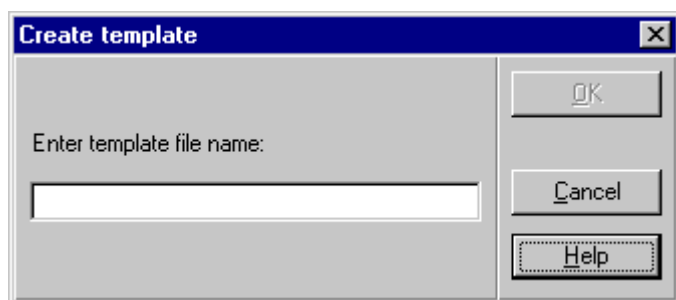 Create template
OK
Enter template file name:
Cancel
Help